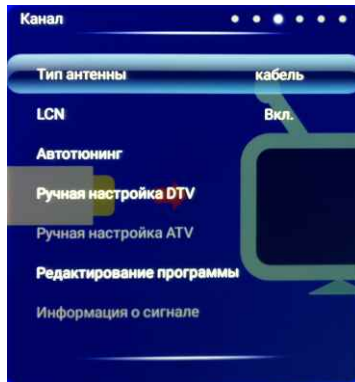 Канал
Тип антенны кабель
LCN Вкл.
Автотюнинг
Ручная настройка DTV
Ручная настройка ATV
Редактирование программы
Информация о сигнале